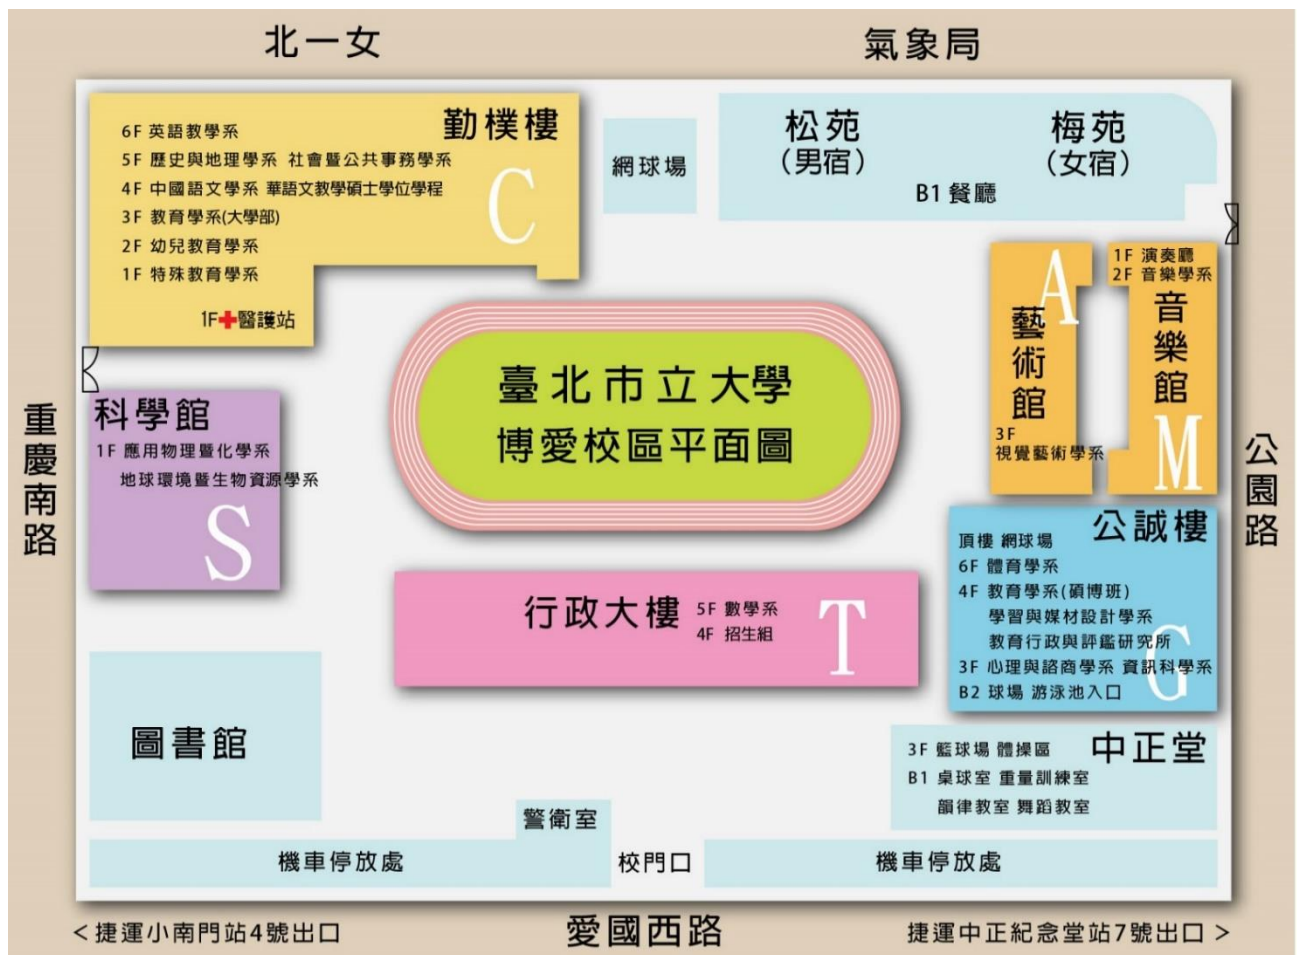 北一女
氣象局
勤樸樓
6F 英語教學系
5F 歷史與地理學系 社會暨公共事務學系
4F 中國語文學系 華語文教學碩士學位學程
3F 教育學系(大學部)
2F 幼兒教育學系
1F 特殊教育學系
1F 醫護站
C
網球場
松苑
(男宿)
梅苑
(女宿)
B1 餐廳
A
藝術館
3F
視覺藝術學系
1F 演奏廳
2F 音樂學系
音樂館
M
臺北市立大學
博愛校區平面圖
重慶南路
公園路
科學館
1F 應用物理暨化學系
地球環境暨生物資源學系
S
公誠樓
頂樓 網球場
6F 體育學系
4F 教育學系(碩博班)
學習與媒材設計學系
教育行政與評鑑研究所
3F 心理與諮商學系 資訊科學系
B2 球場 游泳池入口
G
行政大樓
5F 數學系
4F 招生組
T
圖書館
中正堂
3F 籃球場 體操區
B1 桌球室 重量訓練室
韻律教室 舞蹈教室
警衛室
機車停放處
校門口
機車停放處
<捷運小南門站4號出口
愛國西路
捷運中正紀念堂站7號出口>